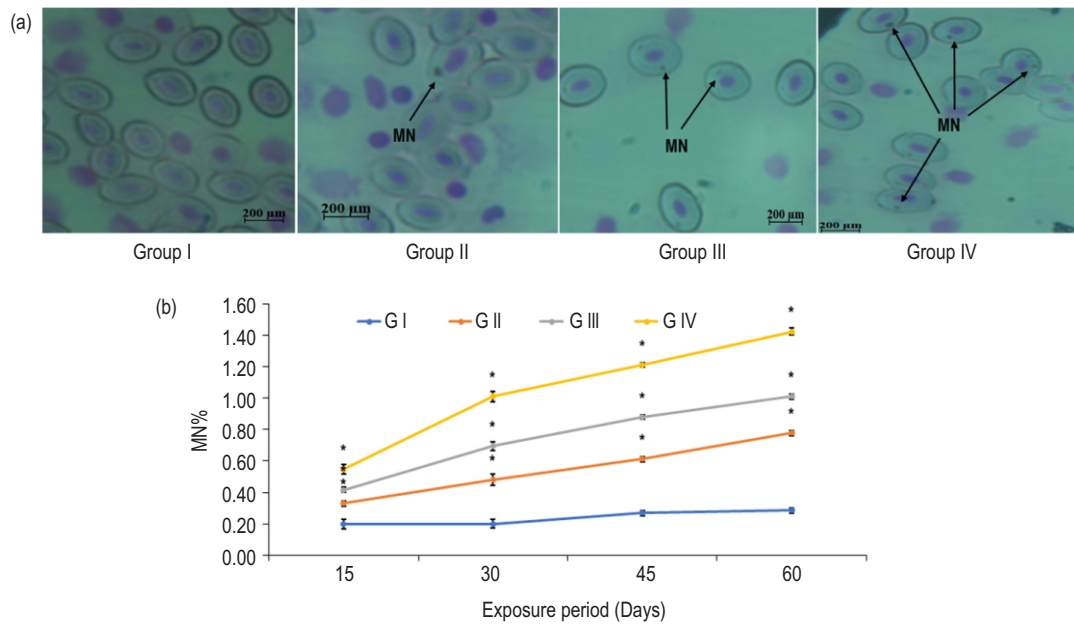 (a)
MN
MN
MN
200 µm
200 µm
200 µm
200 µm
Group I
Group II
Group III
Group IV
(b)
1.60
1.40
1.20
1.00
0.80
0.60
0.40
0.20
0.00
MN%
G I
G II
G III
G IV
* * *
* * *
* * *
* * *
15
30
45
60
Exposure period (Days)